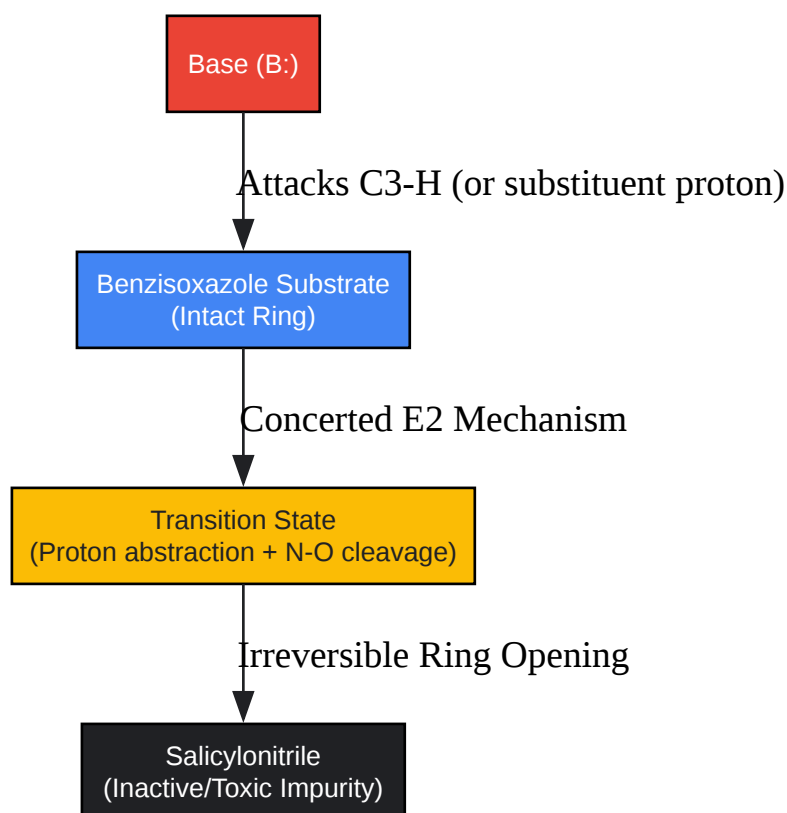 Base (B:)
Attacks C3-H (or substituent proton)
Benzisoxazole Substrate
(Intact Ring)
Concerted E2 Mechanism
Transition State
(Proton abstraction + N-O cleavage)
Irreversible Ring Opening
Salicylonitrile
(Inactive/Toxic Impurity)